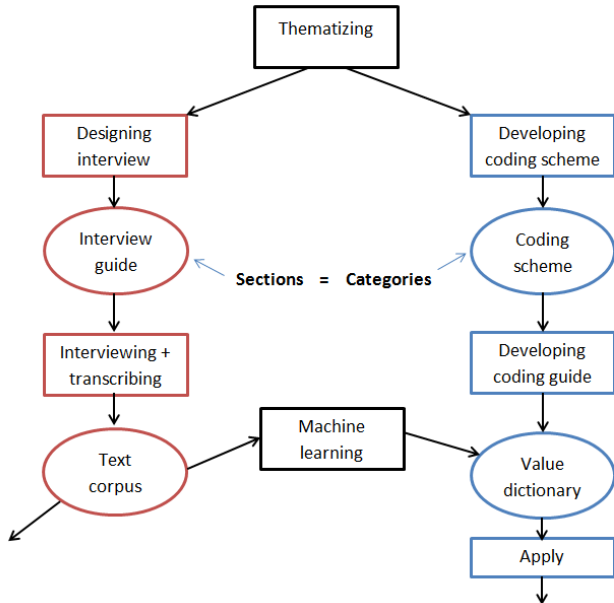 Thematizing
Designing
interview
Developing
coding scheme
Interview
guide
Sections = Categories
Coding
scheme
Interviewing +
transcribing
Developing
coding guide
Machine
learning
Text
corpus
Value
dictionary
Apply